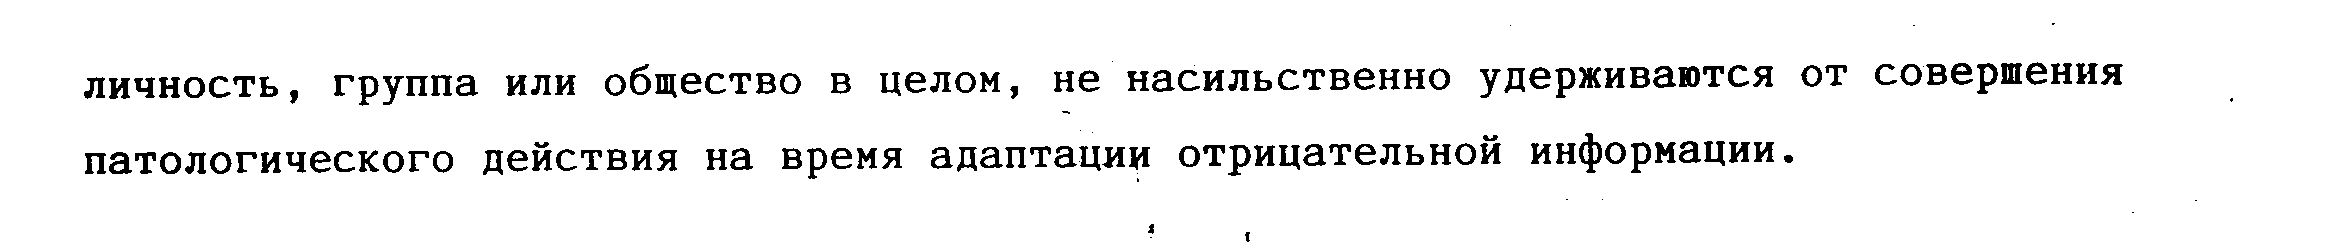 личность, группа или общество в целом, не насильственно удерживаются от совершения
патологического действия на время адаптации отрицательной информации.